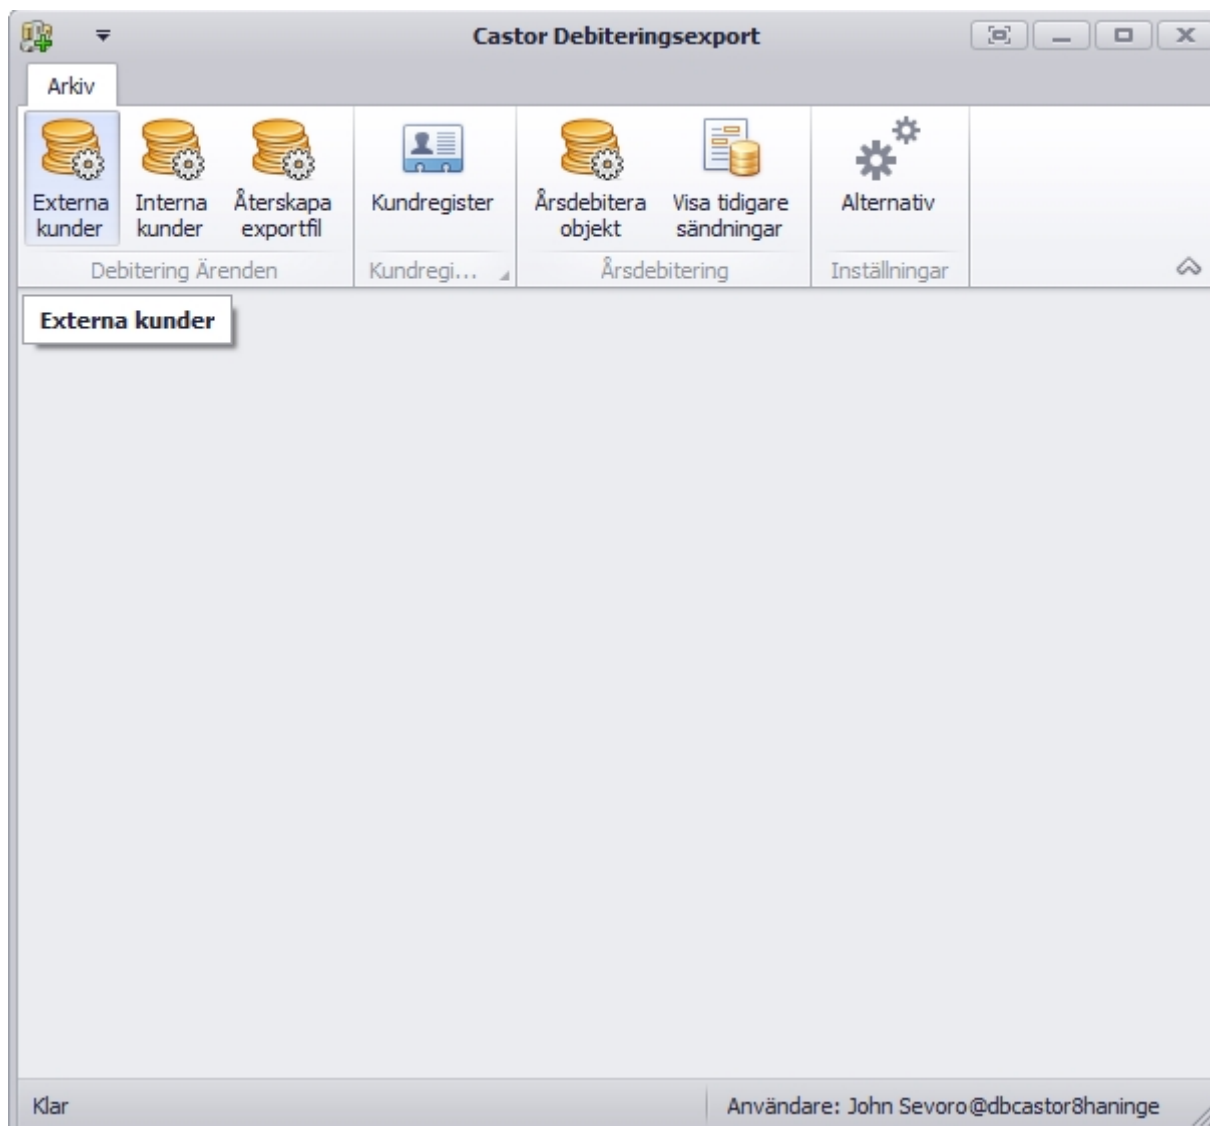 Castor Debiteringsexport
Arkiv
Externa kunder
Interna kunder
Återskapa exportfil
Kundregister
Årsdebitera objekt
Visa tidigare sändningar
Alternativ
Debitering Ärenden
Kundregi...
Årsdebitering
Inställningar
Externa kunder
Klar
Användare: John Sevoro@dbcastor8haninge